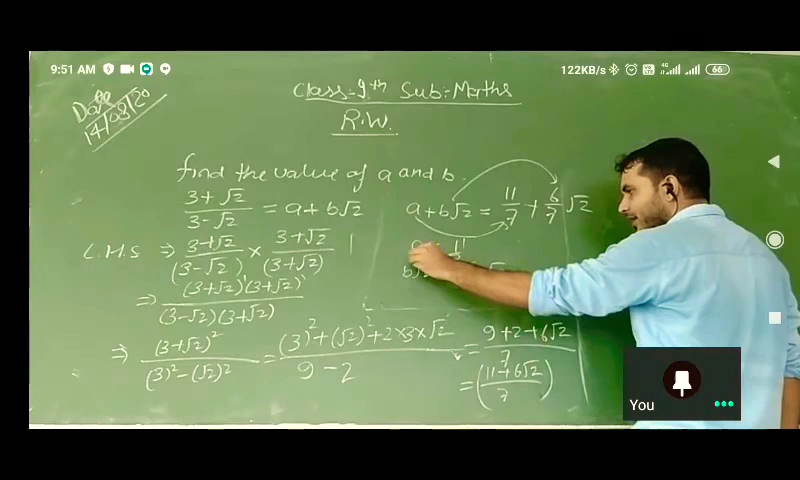 9:51 AM
122KB/s 4G 66
Date
14/08/20
Class-9th Sub:-Maths
R.W.
find the value of a and b.
3+√2 / 3-√2 = a+b√2
a+b√2 = 11/7 + 6/7 √2
L.H.S ⇒ 3+√2 / (3-√2) × 3+√2 / (3+√2)
⇒ (3+√2)(3+√2) / (3-√2)(3+√2)
⇒ (3+√2)² / (3)²-(√2)² = (3)²+(√2)²+2×3×√2 / 9-2 = 9+2+6√2 / 7
= (11+6√2 / 7)
You